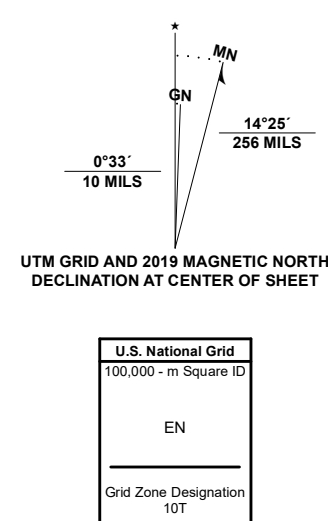 ★
MN
GN
14°25´
256 MILS
0°33´
10 MILS
UTM GRID AND 2019 MAGNETIC NORTH
DECLINATION AT CENTER OF SHEET
U.S. National Grid
100,000 - m Square ID
EN
Grid Zone Designation
10T